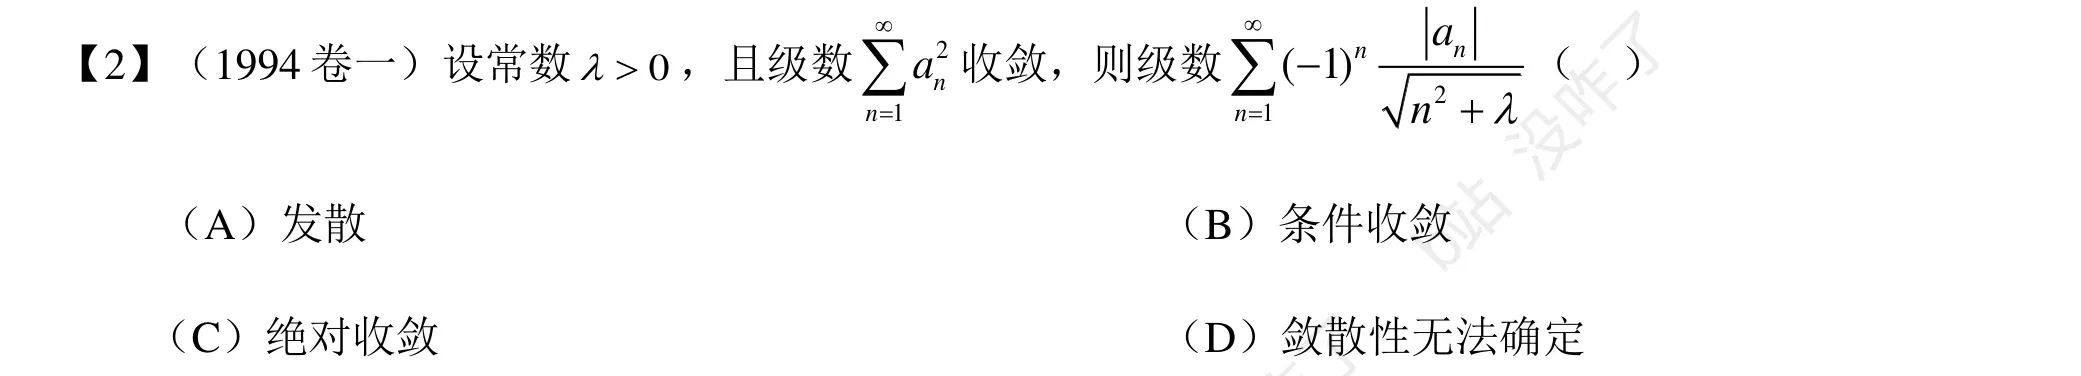 【2】（1994 卷一）设常数 λ > 0，且级数 $\sum_{n=1}^{\infty} a_n^2$ 收敛，则级数 $\sum_{n=1}^{\infty} (-1)^n \frac{|a_n|}{\sqrt{n^2 + \lambda}}$（ ）
（A）发散 （B）条件收敛
（C）绝对收敛 （D）敛散性无法确定
b站 没咋了